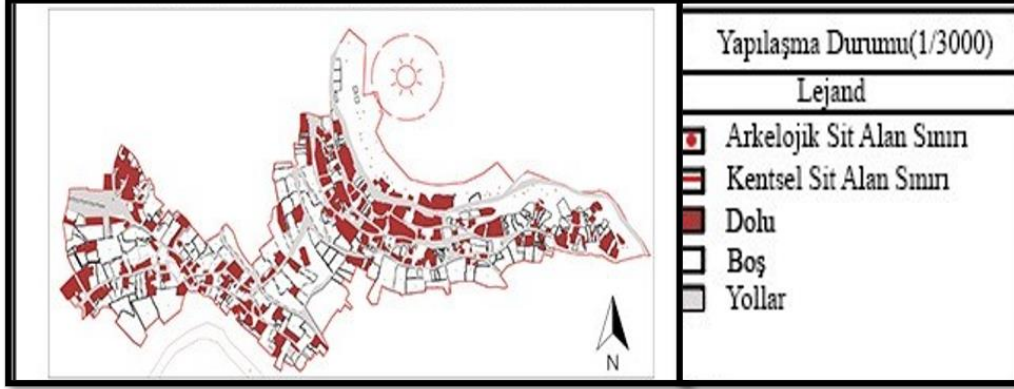 N
Yapılaşma Durumu(1/3000)
Lejand
Arkelojik Sit Alan Sınırı
Kentsel Sit Alan Sınırı
Dolu
Boş
Yollar